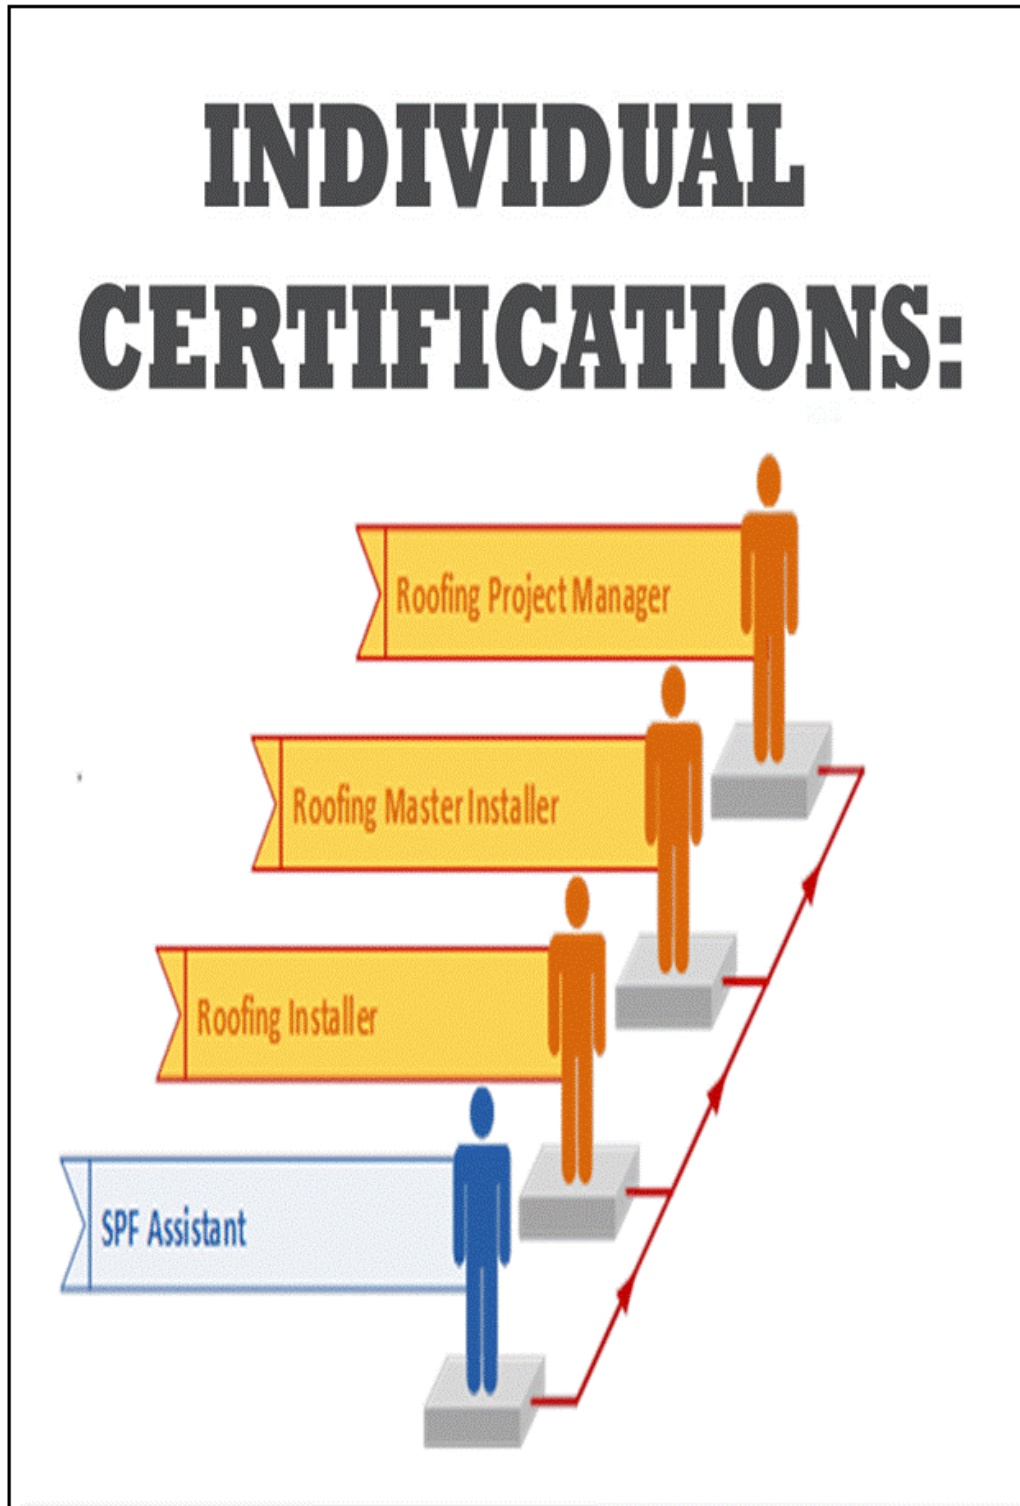 INDIVIDUAL
CERTIFICATIONS:
Roofing Project Manager
Roofing Master Installer
Roofing Installer
SPF Assistant